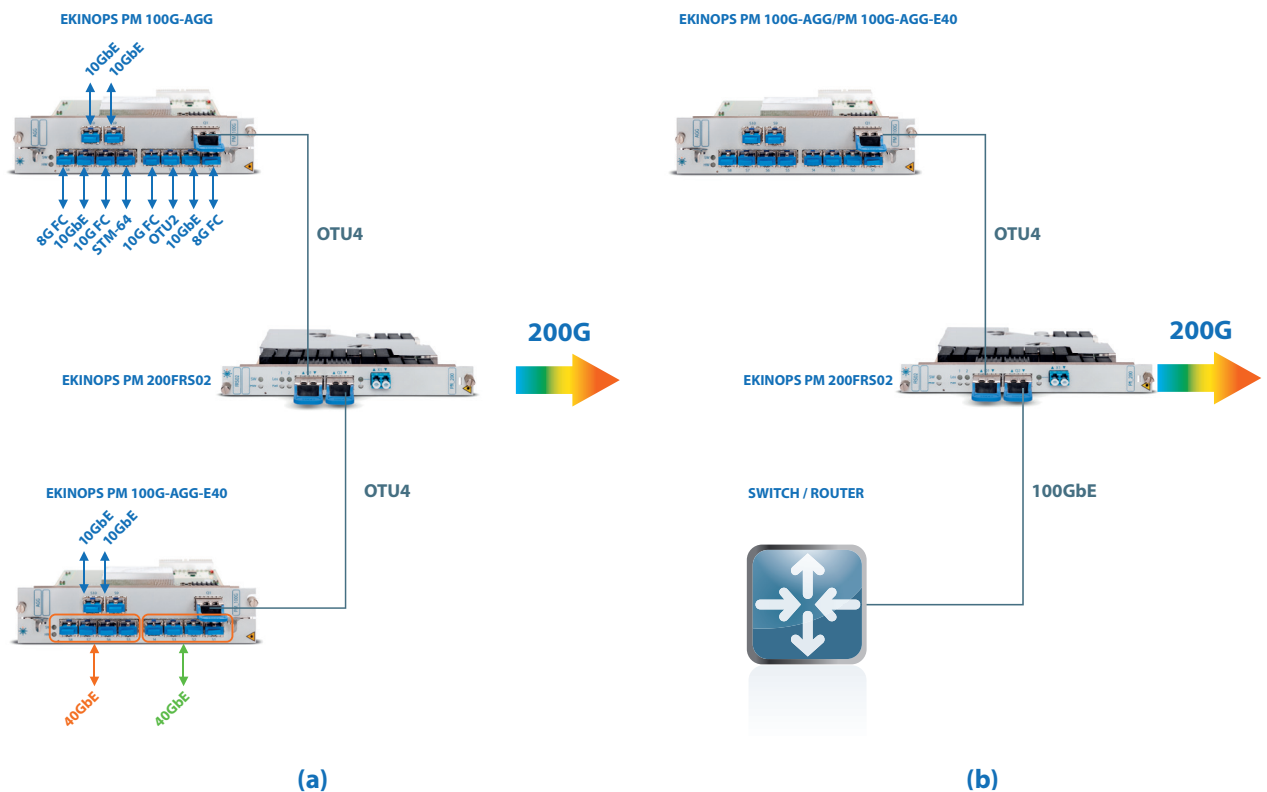 EKINOPS PM 100G-AGG
10GbE
10GbE
8G FC
10GbE
10G FC
STM-64
10G FC
OTU2
10GbE
8G FC
OTU4
EKINOPS PM 200FRS02
200G
EKINOPS PM 100G-AGG-E40
10GbE
10GbE
OTU4
40GbE
40GbE
(a)
EKINOPS PM 100G-AGG/PM 100G-AGG-E40
OTU4
200G
EKINOPS PM 200FRS02
SWITCH / ROUTER
100GbE
(b)